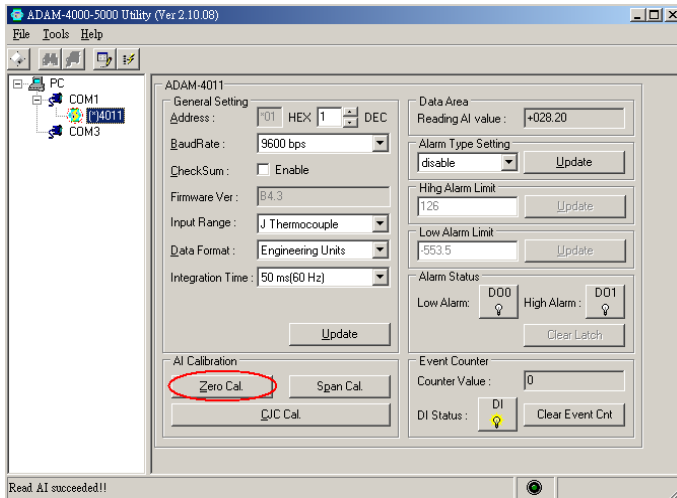 ADAM-4000-5000 Utility (Ver 2.10.08)
File Tools Help
PC
COM1
(*)4011
COM3
ADAM-4011
General Setting
Address : *01 HEX 1 DEC
BaudRate : 9600 bps
CheckSum : Enable
Firmware Ver : B4.3
Input Range : J Thermocouple
Data Format : Engineering Units
Integration Time : 50 ms(60 Hz)
Update
AI Calibration
Zero Cal.
Span Cal.
CJC Cal.
Data Area
Reading AI value : +028.20
Alarm Type Setting
disable Update
Hihg Alarm Limit
126 Update
Low Alarm Limit
-553.5 Update
Alarm Status
Low Alarm: DO0 High Alarm : DO1
Clear Latch
Event Counter
Counter Value : 0
DI Status : DI Clear Event Cnt
Read AI succeeded!!